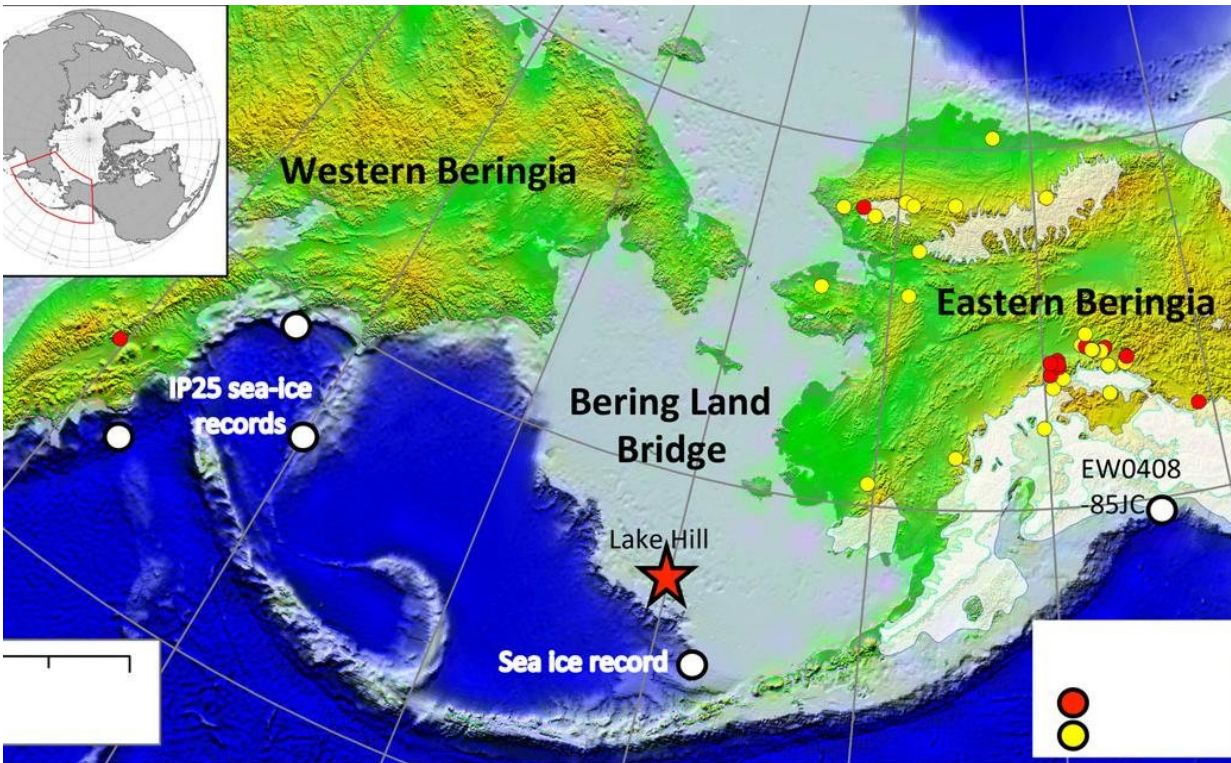 Western Beringia
Eastern Beringia
IP25 sea-ice
records
Bering Land
Bridge
EW0408
-85JC
Lake Hill
Sea ice record